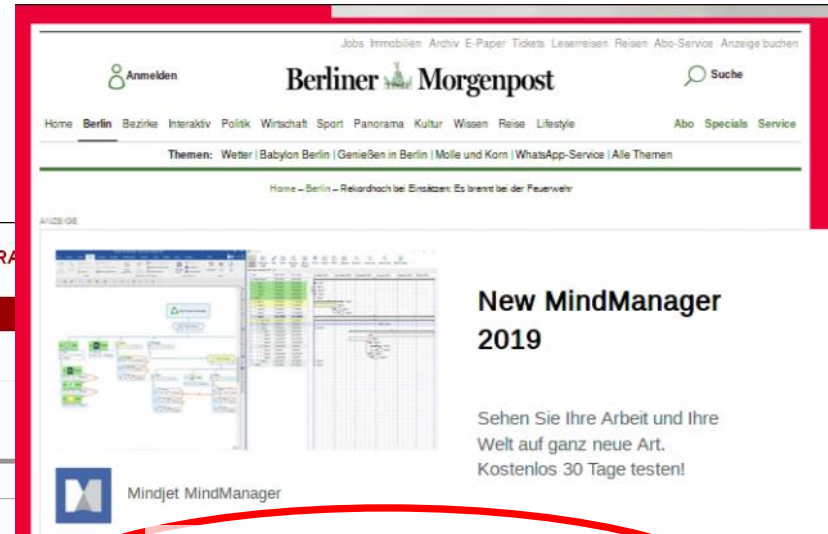 Jobs Immobilien Archiv E-Paper Tickets Leserreisen Reisen Abo-Service Anzeige buchen
Anmelden
Berliner Morgenpost
Suche
Home Berlin Bezirke Interaktiv Politik Wirtschaft Sport Panorama Kultur Wissen Reise Lifestyle Abo Specials Service
Themen: Wetter | Babylon Berlin | Genießen in Berlin | Molle und Korn | WhatsApp-Service | Alle Themen
Home – Berlin – Rekordhoch bei Einsätzen: Es brennt bei der Feuerwehr
ANZEIGE
RA
New MindManager
2019
Sehen Sie Ihre Arbeit und Ihre
Welt auf ganz neue Art.
Kostenlos 30 Tage testen!
Mindjet MindManager